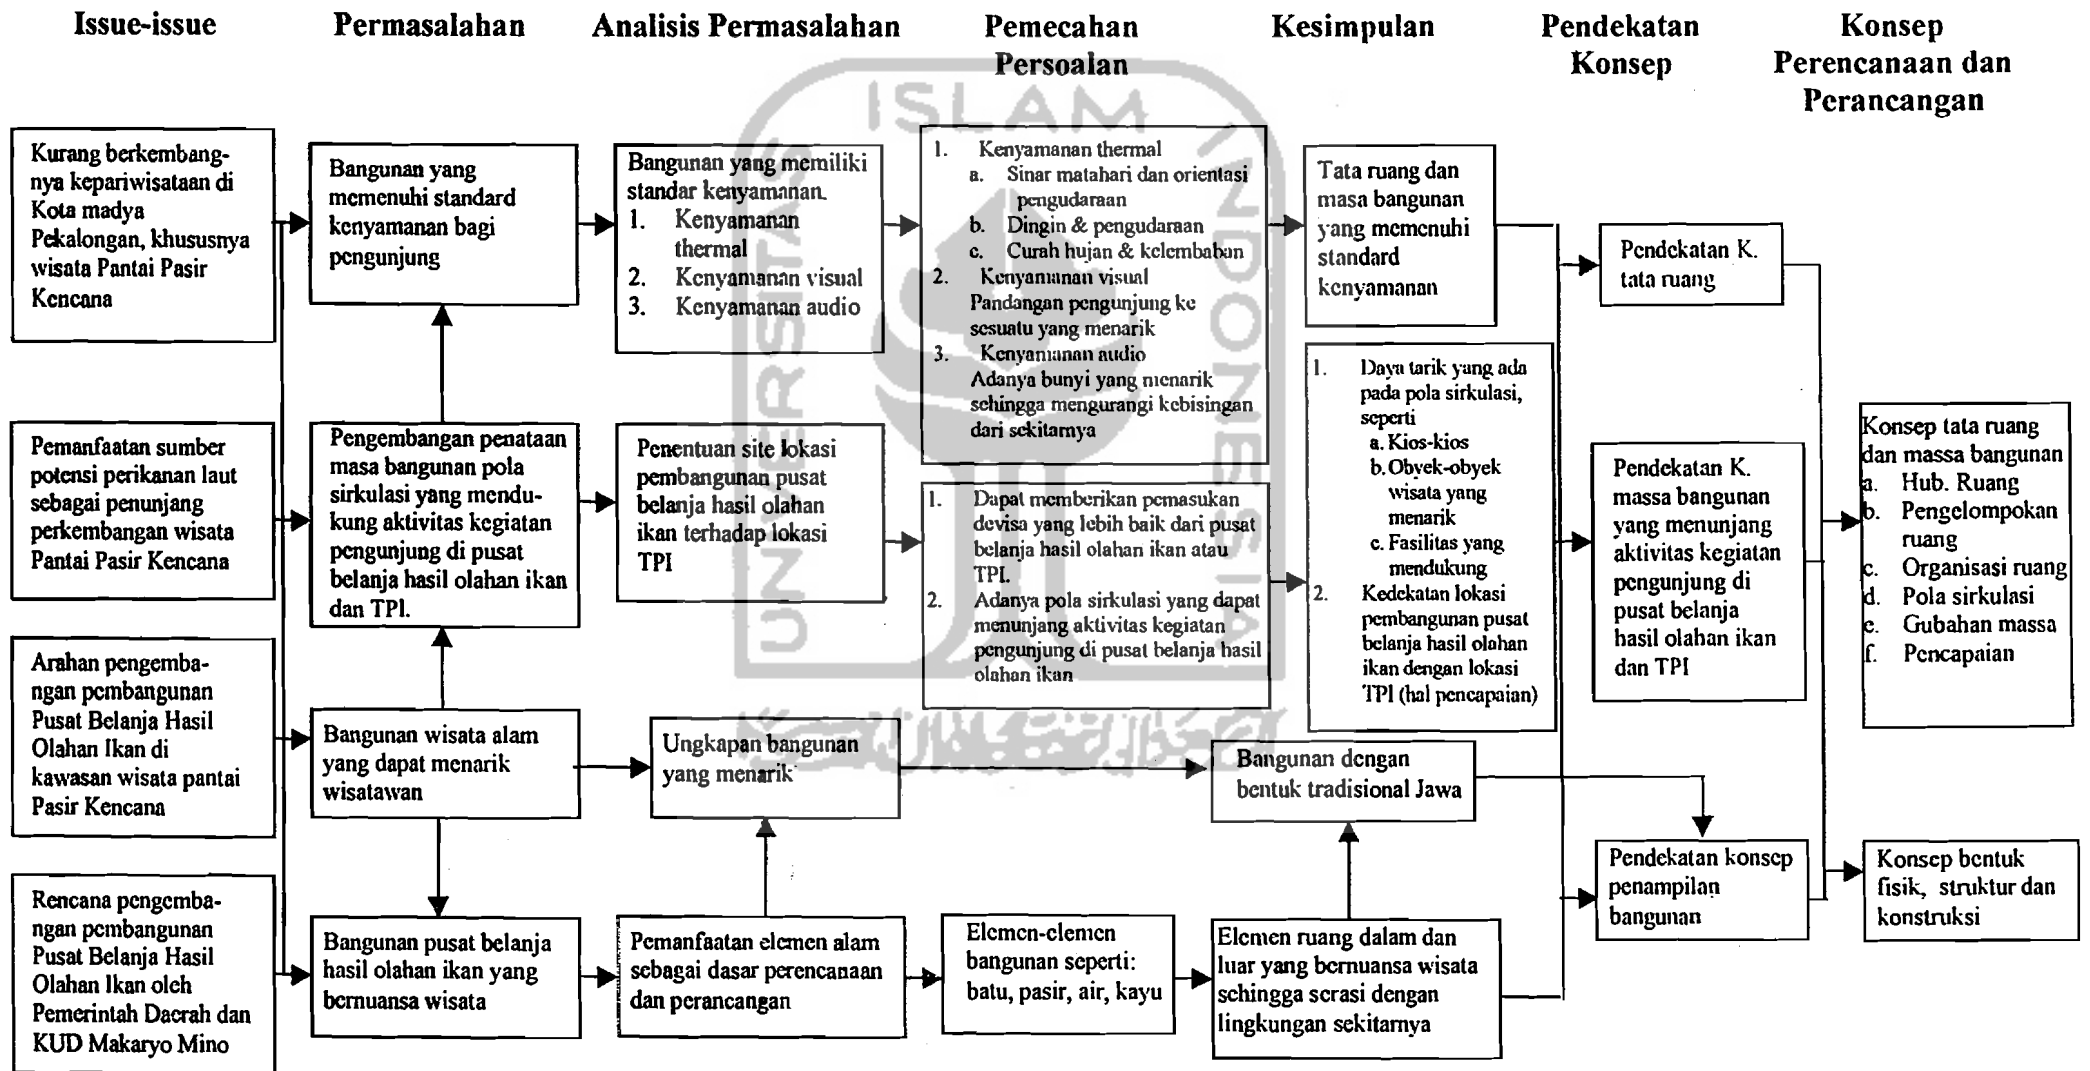 Issue-issue
Permasalahan
Analisis Permasalahan
Pemecahan
Persoalan
Kesimpulan
Pendekatan
Konsep
Konsep
Perencanaan dan
Perancangan
Kurang berkembang-
nya kepariwisataan di
Kota madya
Pekalongan, khususnya
wisata Pantai Pasir
Kencana
Pemanfaatan sumber
potensi perikanan laut
sebagai penunjang
perkembangan wisata
Pantai Pasir Kencana
Arahan pengemba-
ngan pembangunan
Pusat Belanja Hasil
Olahan Ikan di
kawasan wisata pantai
Pasir Kencana
Rencana pengemba-
ngan pembangunan
Pusat Belanja Hasil
Olahan Ikan oleh
Pemerintah Daerah dan
KUD Makaryo Mino
Bangunan yang
memenuhi standard
kenyamanan bagi
pengunjung
Pengembangan penataan
masa bangunan pola
sirkulasi yang mendu-
kung aktivitas kegiatan
pengunjung di pusat
belanja hasil olahan ikan
dan TPI.
Bangunan wisata alam
yang dapat menarik
wisatawan
Bangunan pusat belanja
hasil olahan ikan yang
bernuansa wisata
Bangunan yang memiliki
standar kenyamanan.
1. Kenyamanan
thermal
2. Kenyamanan visual
3. Kenyamanan audio
Penentuan site lokasi
pembangunan pusat
belanja hasil olahan
ikan terhadap lokasi
TPI
Ungkapan bangunan
yang menarik
Pemanfaatan elemen alam
sebagai dasar perencanaan
dan perancangan
1. Kenyamanan thermal
a. Sinar matahari dan orientasi
pengudaraan
b. Dingin & pengudaraan
c. Curah hujan & kelembaban
2. Kenyamanan visual
Pandangan pengunjung ke
sesuatu yang menarik
3. Kenyamanan audio
Adanya bunyi yang menarik
sehingga mengurangi kebisingan
dari sekitarnya
1. Dapat memberikan pemasukan
devisa yang lebih baik dari pusat
belanja hasil olahan ikan atau
TPI.
2. Adanya pola sirkulasi yang dapat
menunjang aktivitas kegiatan
pengunjung di pusat belanja hasil
olahan ikan
Elemen-elemen
bangunan seperti:
batu, pasir, air, kayu
Tata ruang dan
masa bangunan
yang memenuhi
standard
kenyamanan
1. Daya tarik yang ada
pada pola sirkulasi,
seperti
a. Kios-kios
b. Obyek-obyek
wisata yang
menarik
c. Fasilitas yang
mendukung
2. Kedekatan lokasi
pembangunan pusat
belanja hasil olahan
ikan dengan lokasi
TPI (hal pencapaian)
Bangunan dengan
bentuk tradisional Jawa
Elemen ruang dalam dan
luar yang bernuansa wisata
sehingga serasi dengan
lingkungan sekitarnya
Pendekatan K.
tata ruang
Pendekatan K.
massa bangunan
yang menunjang
aktivitas kegiatan
pengunjung di
pusat belanja
hasil olahan ikan
dan TPI
Pendekatan konsep
penampilan
bangunan
Konsep tata ruang
dan massa bangunan
a. Hub. Ruang
b. Pengelompokan
ruang
c. Organisasi ruang
d. Pola sirkulasi
e. Gubahan massa
f. Pencapaian
Konsep bentuk
fisik, struktur dan
konstruksi
UNIVERSITAS
ISLAM
INDONESIA